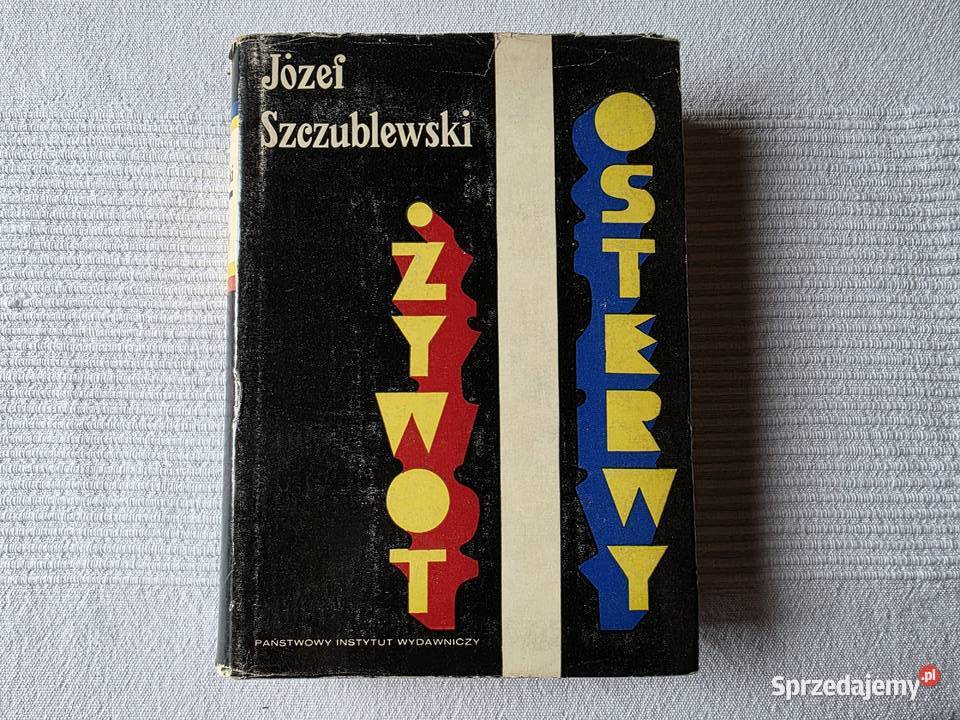 Józef
Szczublewski
ŻYWOT
OSTERWY
PAŃSTWOWY INSTYTUT WYDAWNICZY
Sprzedajemy.pl